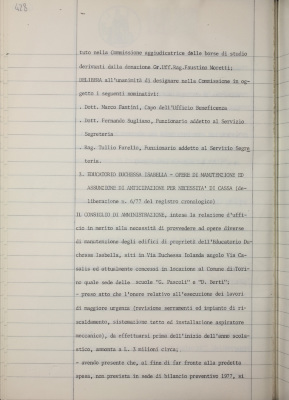 428
tuto nella Commissione aggiudicatrice delle borse di studio
derivanti dalla donazione Gr.Uff.Rag.Faustino Moretti;
DELIBERA all'unanimità di designare nella Commissione in og-
getto i seguenti nominativi:
. Dott. Marco Fantini, Capo dell'Ufficio Beneficenza
. Dott. Fernando Bugliano, Funzionario addetto al Servizio
Segreteria
. Rag. Tullio Farello, Funzionario addetto al Servizio Segre
teria.
3. EDUCATORIO DUCHESSA ISABELLA - OPERE DI MANUTENZIONE ED
ASSUNZIONE DI ANTICIPAZIONE PER NECESSITA' DI CASSA (de-
liberazione n. 6/77 del registro cronologico)
IL CONSIGLIO DI AMMINISTRAZIONE, intesa la relazione d'uffi-
cio in merito alla necessità di provvedere ad opere diverse
di manutenzione degli edifici di proprietà dell'Educatorio Du-
chessa Isabella, siti in Via Duchessa Jolanda angolo Via Ca-
salis ed attualmente concessi in locazione al Comune di Tori-
no quale sede delle scuole "G. Pascoli" e "D. Berti";
- preso atto che l'onere relativo all'esecuzione dei lavori
di maggiore urgenza (revisione serramenti ed impianti di ri-
scaldamento, sistemazione tetto ed installazione aspiratore
meccanico), da effettuarsi prima dell'inizio dell'anno scola-
stico, ammonta a L. 3 milioni circa;
- avendo presente che, al fine di far fronte alla predetta
spesa, non prevista in sede di bilancio preventivo 1977, si